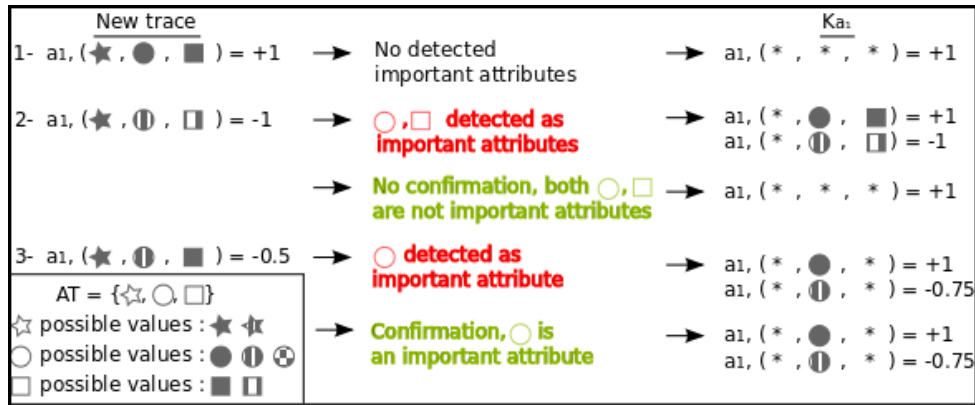 New trace
Ka₁
1- a₁, (★ , ● , ■ ) = +1
No detected
important attributes
a₁, ( * , * , * ) = +1
2- a₁, (★ , ◍ , ◨ ) = -1
○ ,□ detected as
important attributes
a₁, ( * , ● , ■ ) = +1
a₁, ( * , ◍ , ◨ ) = -1
No confirmation, both ○, □
are not important attributes
a₁, ( * , * , * ) = +1
3- a₁, (★ , ◍ , ■ ) = -0.5
○ detected as
important attribute
a₁, ( * , ● , * ) = +1
a₁, ( * , ◍ , * ) = -0.75
AT = {☆, ○, □}
☆ possible values :
○ possible values :
□ possible values :
Confirmation, ○ is
an important attribute
a₁, ( * , ● , * ) = +1
a₁, ( * , ◍ , * ) = -0.75